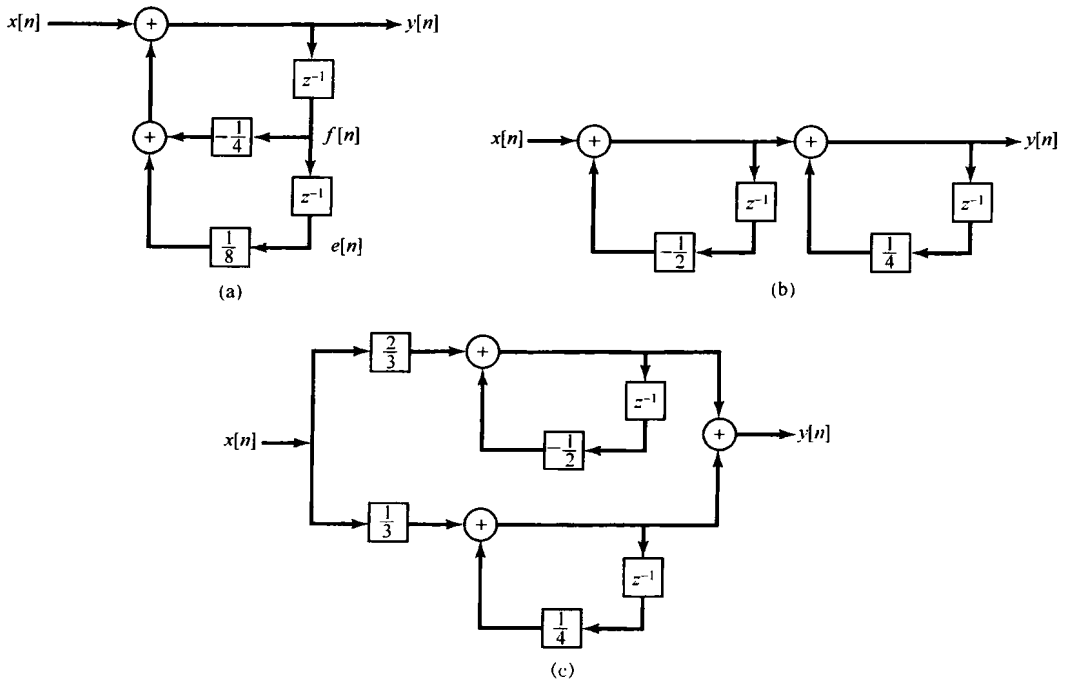 x[n] + y[n]
z⁻¹
+ -1/4 f[n]
z⁻¹
1/8 e[n]
(a)
x[n] + + y[n]
z⁻¹ z⁻¹
-1/2 1/4
(b)
2/3 +
z⁻¹
x[n] + y[n]
-1/2
1/3 +
z⁻¹
1/4
(c)